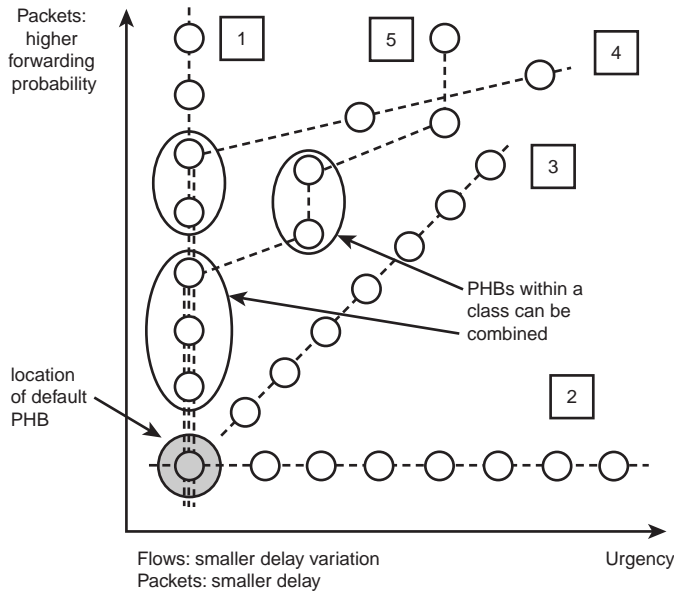 Packets:
higher
forwarding
probability
1
5
4
3
PHBs within a
class can be
combined
location
of default
PHB
2
Flows: smaller delay variation
Packets: smaller delay
Urgency